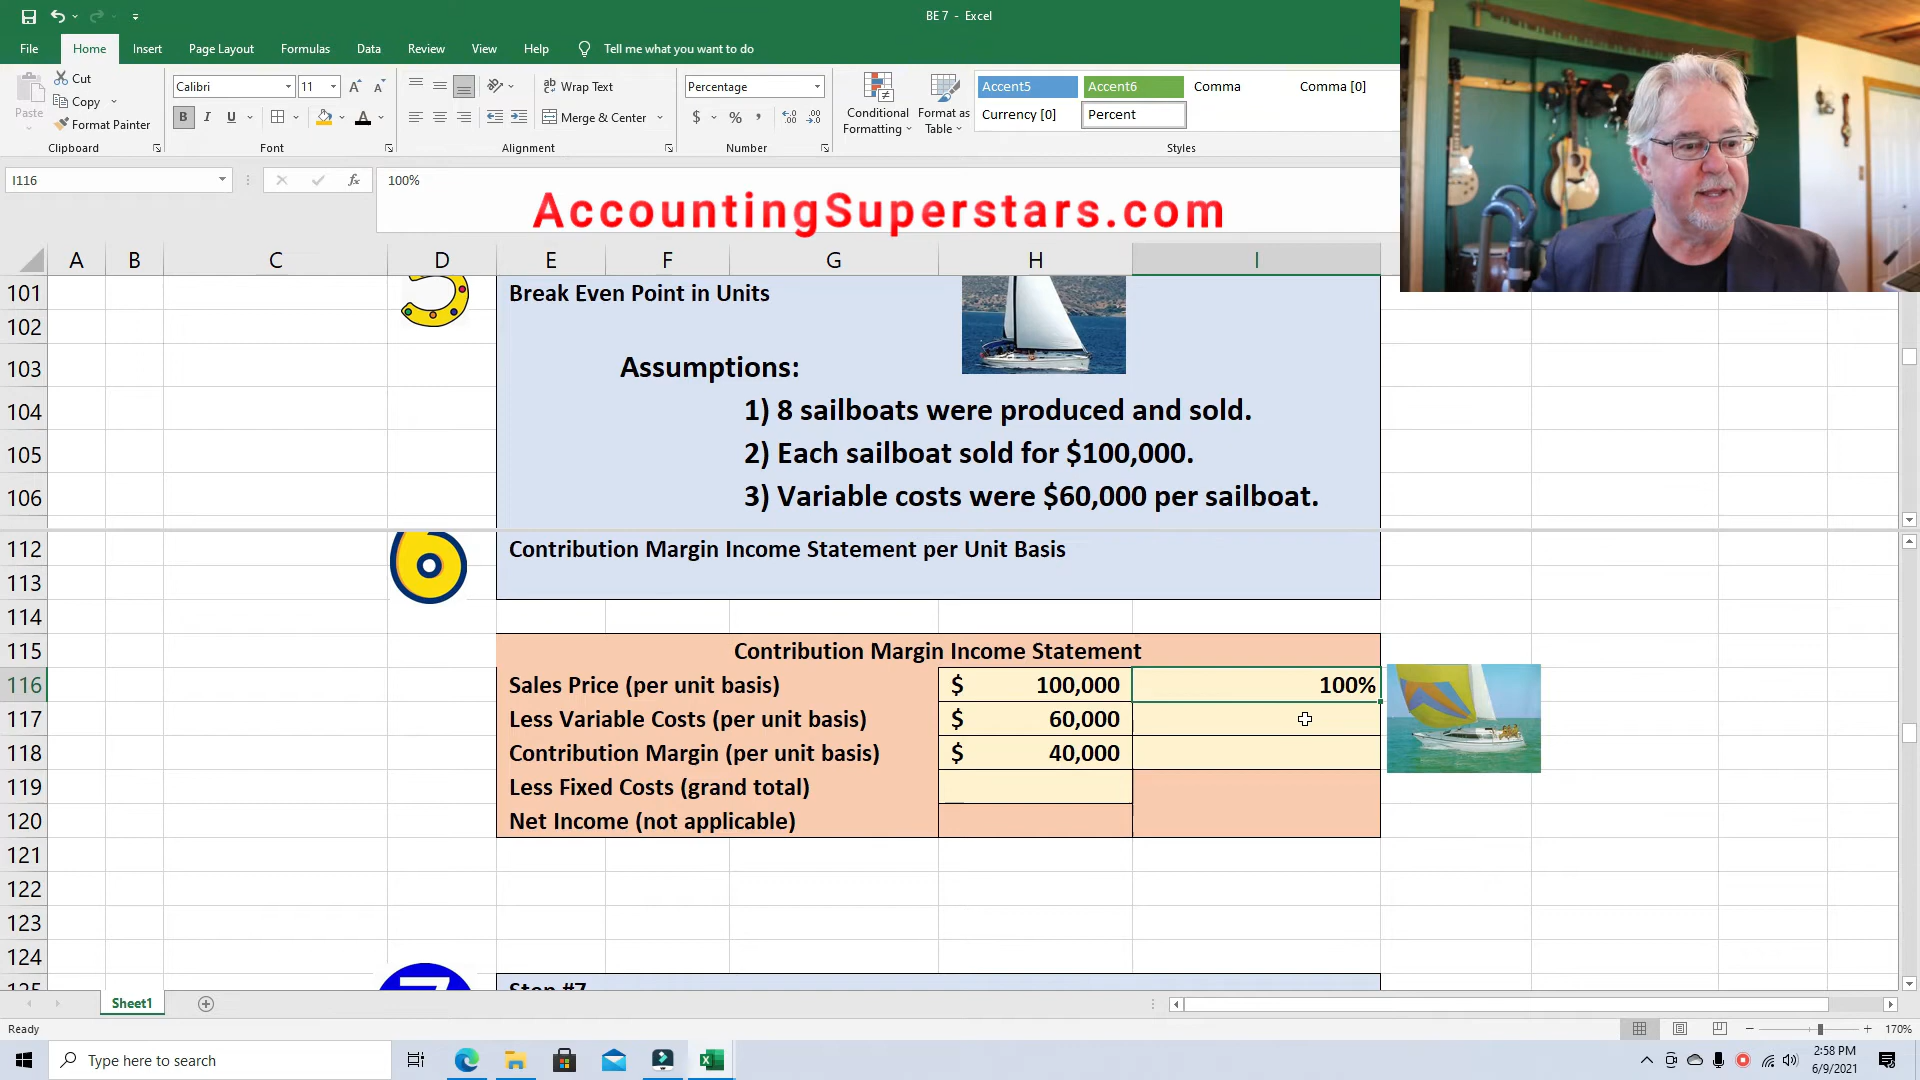 BE 7 - Excel
File Home Insert Page Layout Formulas Data Review View Help Tell me what you want to do
Paste
Cut
Copy
Format Painter
Clipboard
Calibri 11
B I U
A
Font
Wrap Text
Merge & Center
Alignment
Percentage
$ % ,
Number
Conditional Formatting
Format as Table
Accent5 Accent6 Comma Comma [0]
Currency [0] Percent
Styles
I116 fx 100%
AccountingSuperstars.com
A B C D E F G H I
101 Break Even Point in Units
102
103 Assumptions:
104 1) 8 sailboats were produced and sold.
105 2) Each sailboat sold for $100,000.
106 3) Variable costs were $60,000 per sailboat.
112 6 Contribution Margin Income Statement per Unit Basis
113
114
115 Contribution Margin Income Statement
116 Sales Price (per unit basis) $ 100,000 100%
117 Less Variable Costs (per unit basis) $ 60,000
118 Contribution Margin (per unit basis) $ 40,000
119 Less Fixed Costs (grand total)
120 Net Income (not applicable)
121
122
123
124
125 7 Step #7
Sheet1
Ready 170%
Type here to search
2:58 PM
6/9/2021